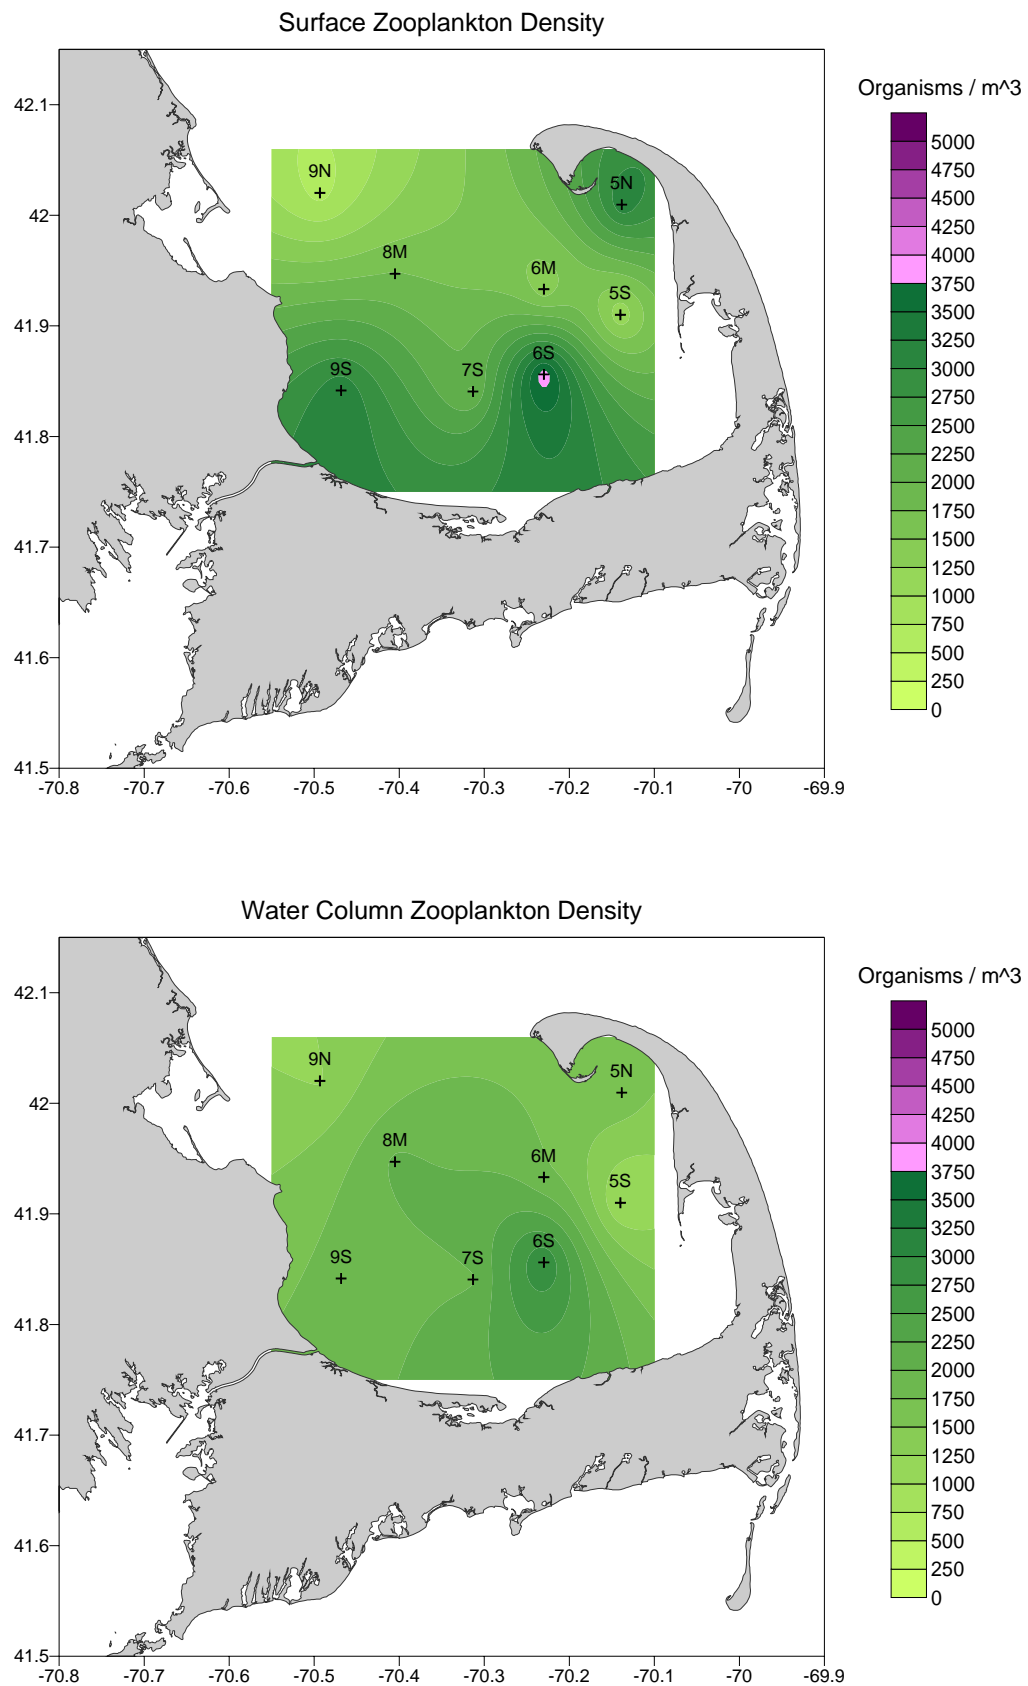 Surface Zooplankton Density
Organisms / m^3
42.1
42
41.9
41.8
41.7
41.6
41.5
-70.8 -70.7 -70.6 -70.5 -70.4 -70.3 -70.2 -70.1 -70 -69.9
9N
5N
8M
6M
5S
6S
9S
7S
5000
4750
4500
4250
4000
3750
3500
3250
3000
2750
2500
2250
2000
1750
1500
1250
1000
750
500
250
0
Water Column Zooplankton Density
Organisms / m^3
42.1
42
41.9
41.8
41.7
41.6
41.5
-70.8 -70.7 -70.6 -70.5 -70.4 -70.3 -70.2 -70.1 -70 -69.9
9N
5N
8M
6M
5S
6S
9S
7S
5000
4750
4500
4250
4000
3750
3500
3250
3000
2750
2500
2250
2000
1750
1500
1250
1000
750
500
250
0